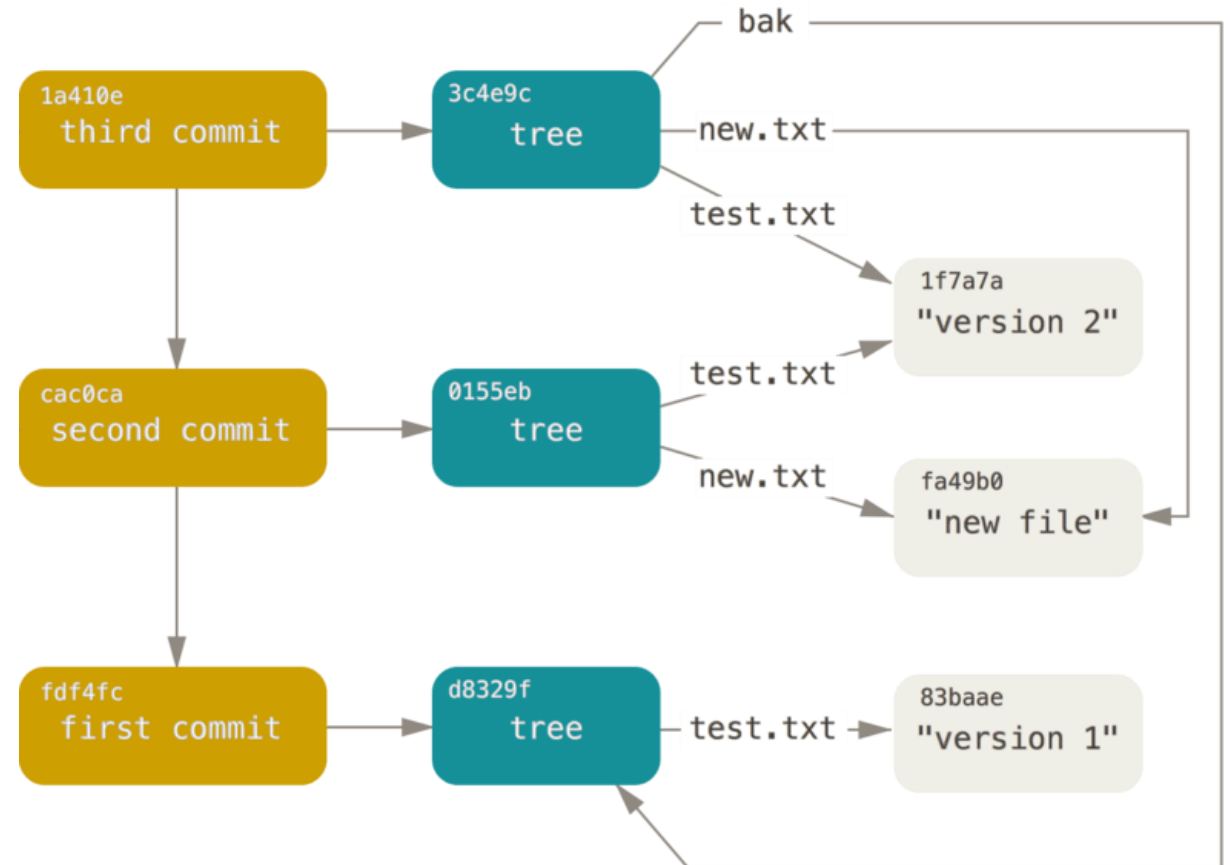 bak
1a410e
third commit
3c4e9c
tree
new.txt
test.txt
1f7a7a
"version 2"
cac0ca
second commit
0155eb
tree
test.txt
new.txt
fa49b0
"new file"
fdf4fc
first commit
d8329f
tree
test.txt
83baae
"version 1"